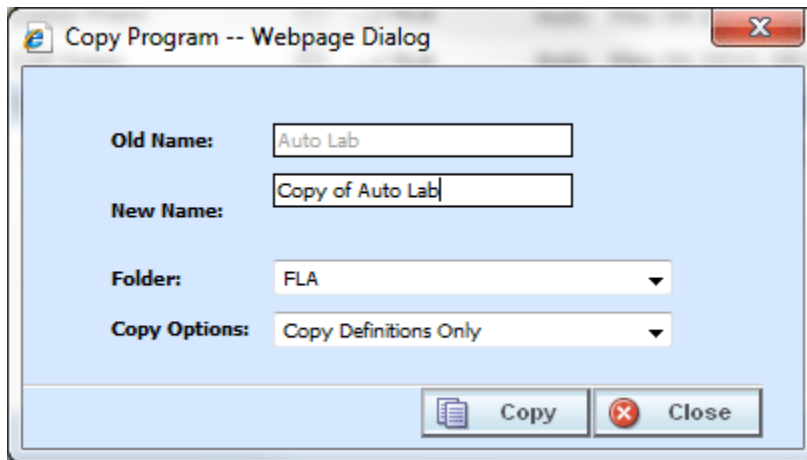 Copy Program -- Webpage Dialog
Old Name: Auto Lab
New Name: Copy of Auto Lab
Folder: FLA
Copy Options: Copy Definitions Only
Copy Close